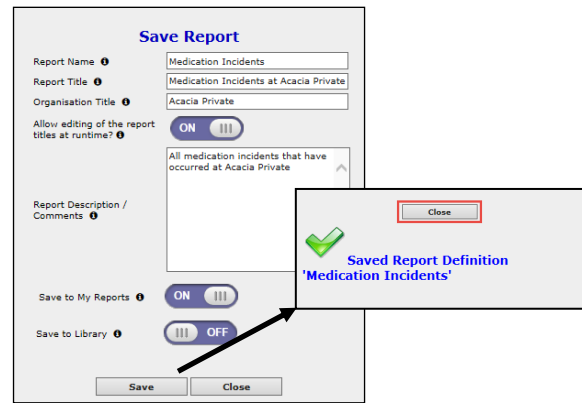 Save Report
Report Name
Medication Incidents
Report Title
Medication Incidents at Acacia Private
Organisation Title
Acacia Private
Allow editing of the report
titles at runtime?
ON
All medication incidents that have
occurred at Acacia Private
Report Description /
Comments
Save to My Reports
ON
Save to Library
OFF
Save
Close
Close
Saved Report Definition
'Medication Incidents'